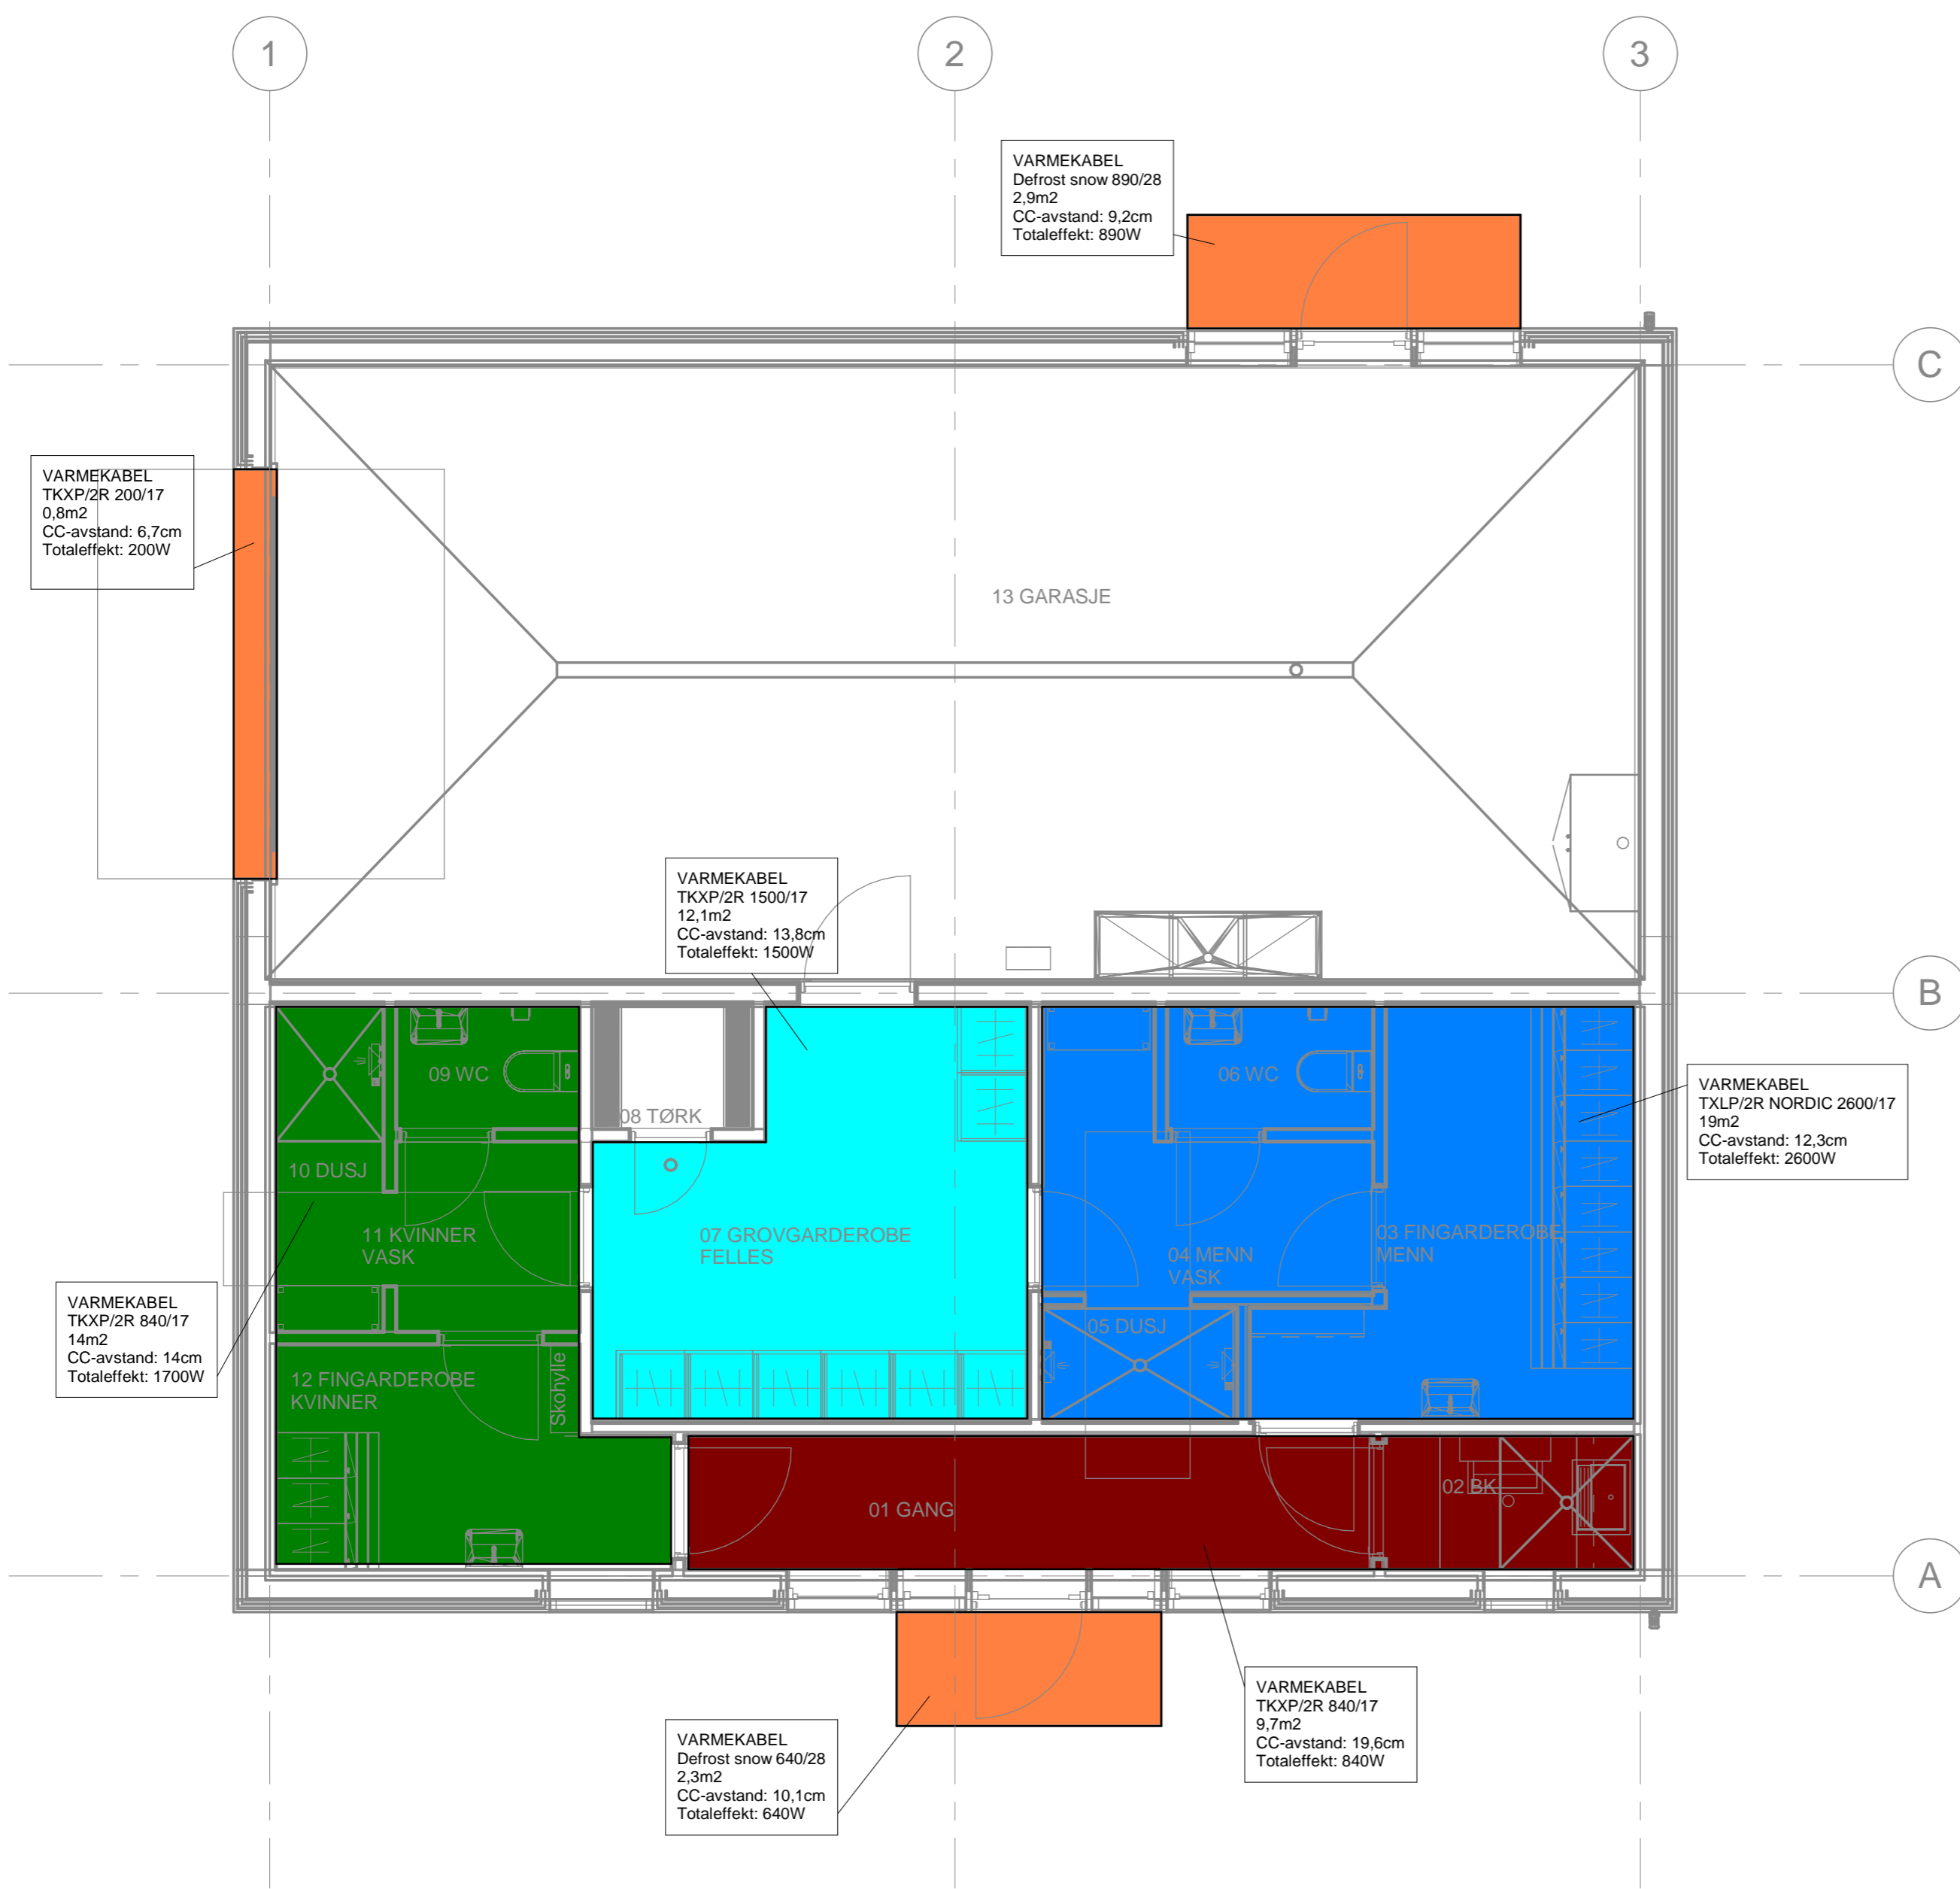 1
2
3
VARMEKABEL
Defrost snow 890/28
2,9m2
CC-avstand: 9,2cm
Totaleffekt: 890W
C
VARMEKABEL
TKXP/2R 200/17
0,8m2
CC-avstand: 6,7cm
Totaleffekt: 200W
13 GARASJE
VARMEKABEL
TKXP/2R 1500/17
12,1m2
CC-avstand: 13,8cm
Totaleffekt: 1500W
B
09 WC
08 TØRK
06 WC
VARMEKABEL
TXLP/2R NORDIC 2600/17
19m2
CC-avstand: 12,3cm
Totaleffekt: 2600W
10 DUSJ
11 KVINNER
VASK
07 GROVGARDEROBE
FELLES
04 MENN
VASK
03 FINGARDEROBE
MENN
VARMEKABEL
TKXP/2R 840/17
14m2
CC-avstand: 14cm
Totaleffekt: 1700W
05 DUSJ
12 FINGARDEROBE
KVINNER
Skohylle
01 GANG
02 BK
A
VARMEKABEL
TKXP/2R 840/17
9,7m2
CC-avstand: 19,6cm
Totaleffekt: 840W
VARMEKABEL
Defrost snow 640/28
2,3m2
CC-avstand: 10,1cm
Totaleffekt: 640W